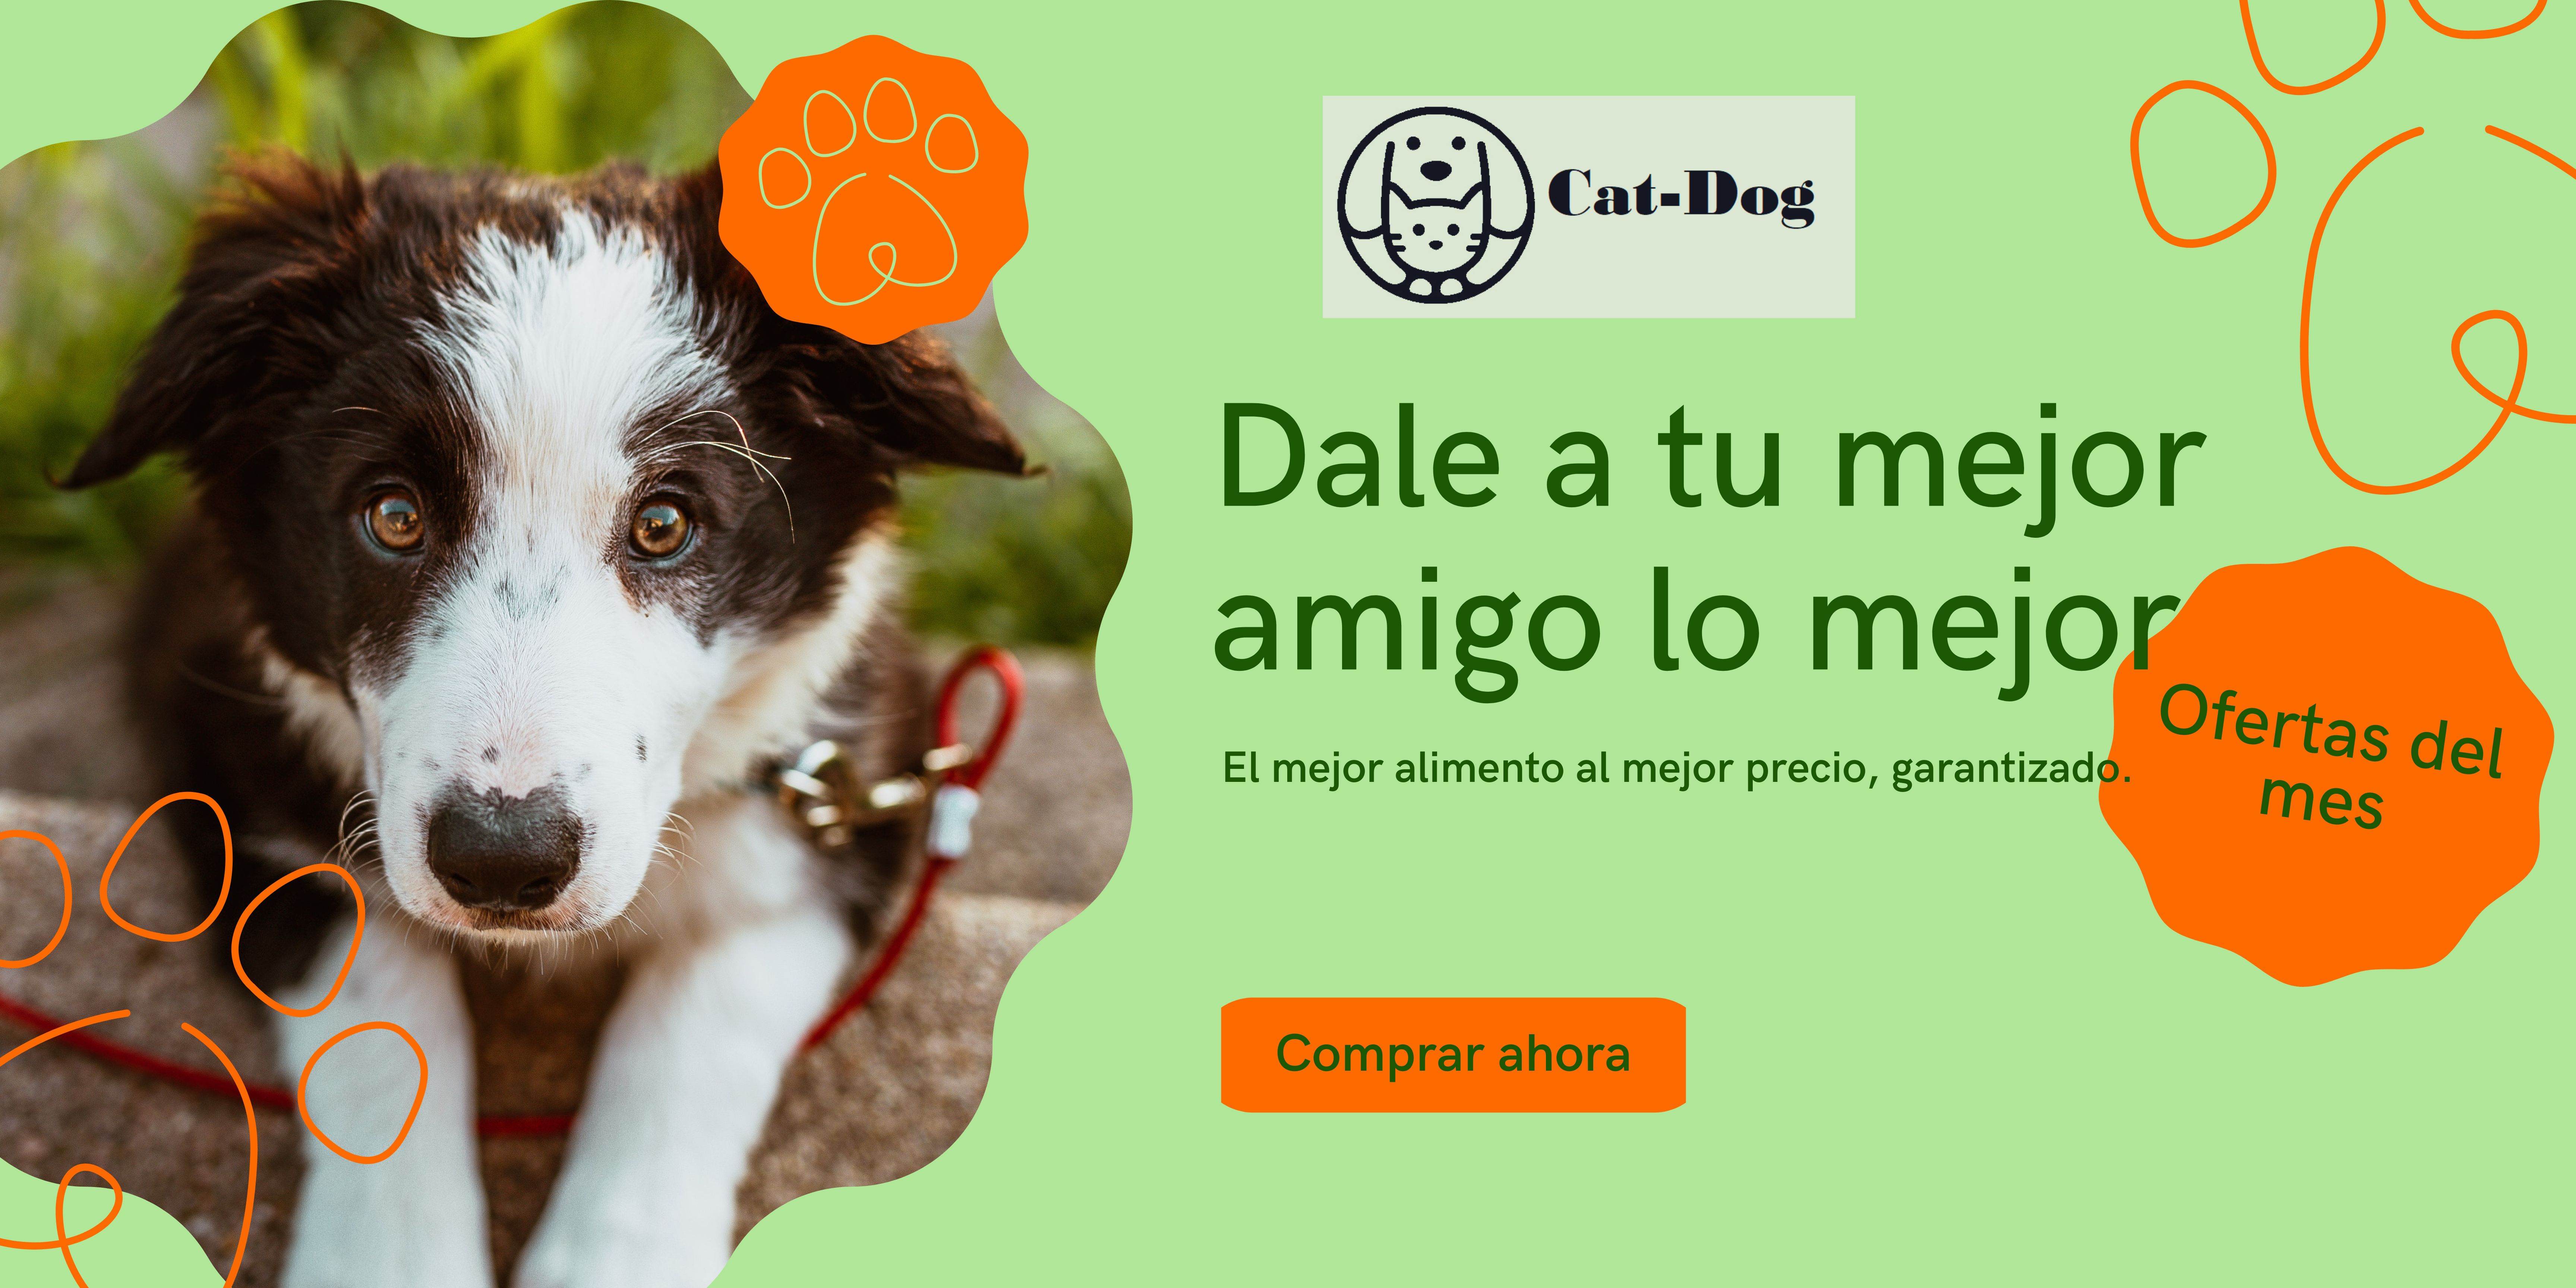 Cat-Dog
Dale a tu mejor
amigo lo mejor
El mejor alimento al mejor precio, garantizado.
Ofertas del
mes
Comprar ahora